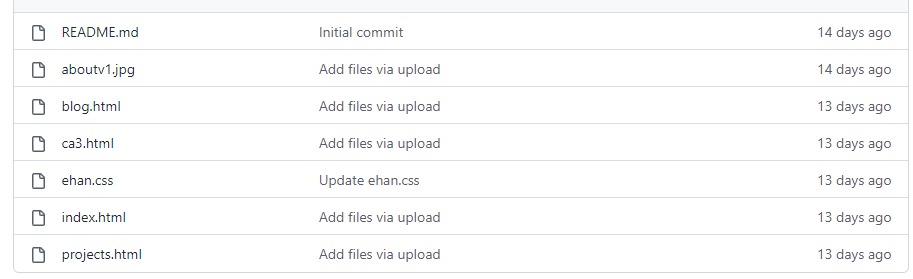 README.md Initial commit 14 days ago
aboutv1.jpg Add files via upload 14 days ago
blog.html Add files via upload 13 days ago
ca3.html Add files via upload 13 days ago
ehan.css Update ehan.css 13 days ago
index.html Add files via upload 13 days ago
projects.html Add files via upload 13 days ago